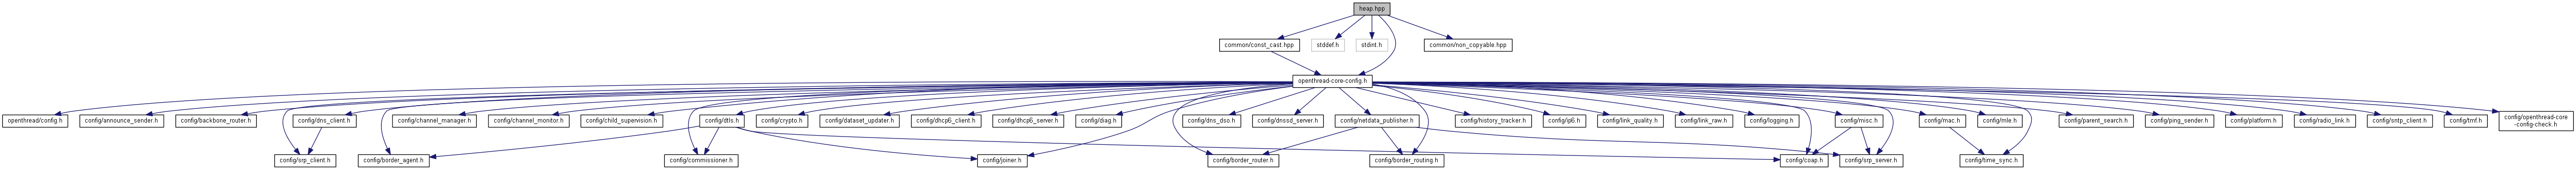 heap.hpp
common/const_cast.hpp
stddef.h
stdint.h
common/non_copyable.hpp
openthread-core-config.h
openthread/config.h
config/announce_sender.h
config/backbone_router.h
config/dns_client.h
config/channel_manager.h
config/channel_monitor.h
config/child_supervision.h
config/dtls.h
config/crypto.h
config/dataset_updater.h
config/dhcp6_client.h
config/dhcp6_server.h
config/diag.h
config/dns_dso.h
config/dnssd_server.h
config/netdata_publisher.h
config/history_tracker.h
config/ip6.h
config/link_quality.h
config/link_raw.h
config/logging.h
config/misc.h
config/mac.h
config/mle.h
config/parent_search.h
config/ping_sender.h
config/platform.h
config/radio_link.h
config/sntp_client.h
config/tmf.h
config/openthread-core
-config-check.h
config/srp_client.h
config/border_agent.h
config/commissioner.h
config/joiner.h
config/border_router.h
config/border_routing.h
config/coap.h
config/srp_server.h
config/time_sync.h